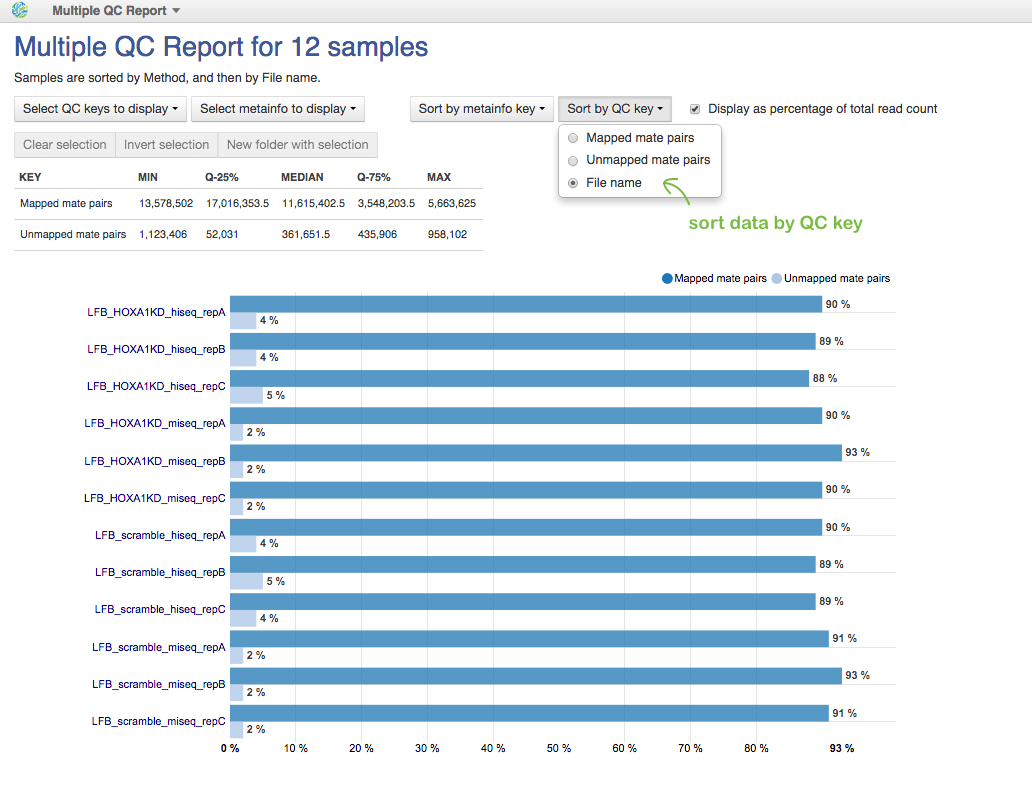 Multiple QC Report
Multiple QC Report for 12 samples
Samples are sorted by Method, and then by File name.
Select QC keys to display Select metainfo to display Sort by metainfo key Sort by QC key Display as percentage of total read count
Mapped mate pairs
Unmapped mate pairs
File name
sort data by QC key
Clear selection Invert selection New folder with selection
KEY MIN Q-25% MEDIAN Q-75% MAX
Mapped mate pairs 13,578,502 17,016,353.5 11,615,402.5 3,548,203.5 5,663,625
Unmapped mate pairs 1,123,406 52,031 361,651.5 435,906 958,102
Mapped mate pairs Unmapped mate pairs
LFB_HOXA1KD_hiseq_repA 90 %
4 %
LFB_HOXA1KD_hiseq_repB 89 %
4 %
LFB_HOXA1KD_hiseq_repC 88 %
5 %
LFB_HOXA1KD_miseq_repA 90 %
2 %
LFB_HOXA1KD_miseq_repB 93 %
2 %
LFB_HOXA1KD_miseq_repC 90 %
2 %
LFB_scramble_hiseq_repA 90 %
4 %
LFB_scramble_hiseq_repB 89 %
5 %
LFB_scramble_hiseq_repC 89 %
4 %
LFB_scramble_miseq_repA 91 %
2 %
LFB_scramble_miseq_repB 93 %
2 %
LFB_scramble_miseq_repC 91 %
2 %
0 % 10 % 20 % 30 % 40 % 50 % 60 % 70 % 80 % 93 %